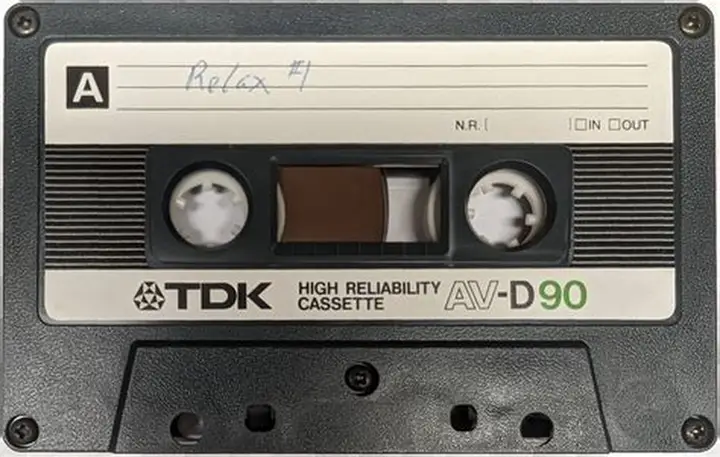 A
Relax #1
N.R. [ ] □IN □OUT
TDK HIGH RELIABILITY CASSETTE AV-D90